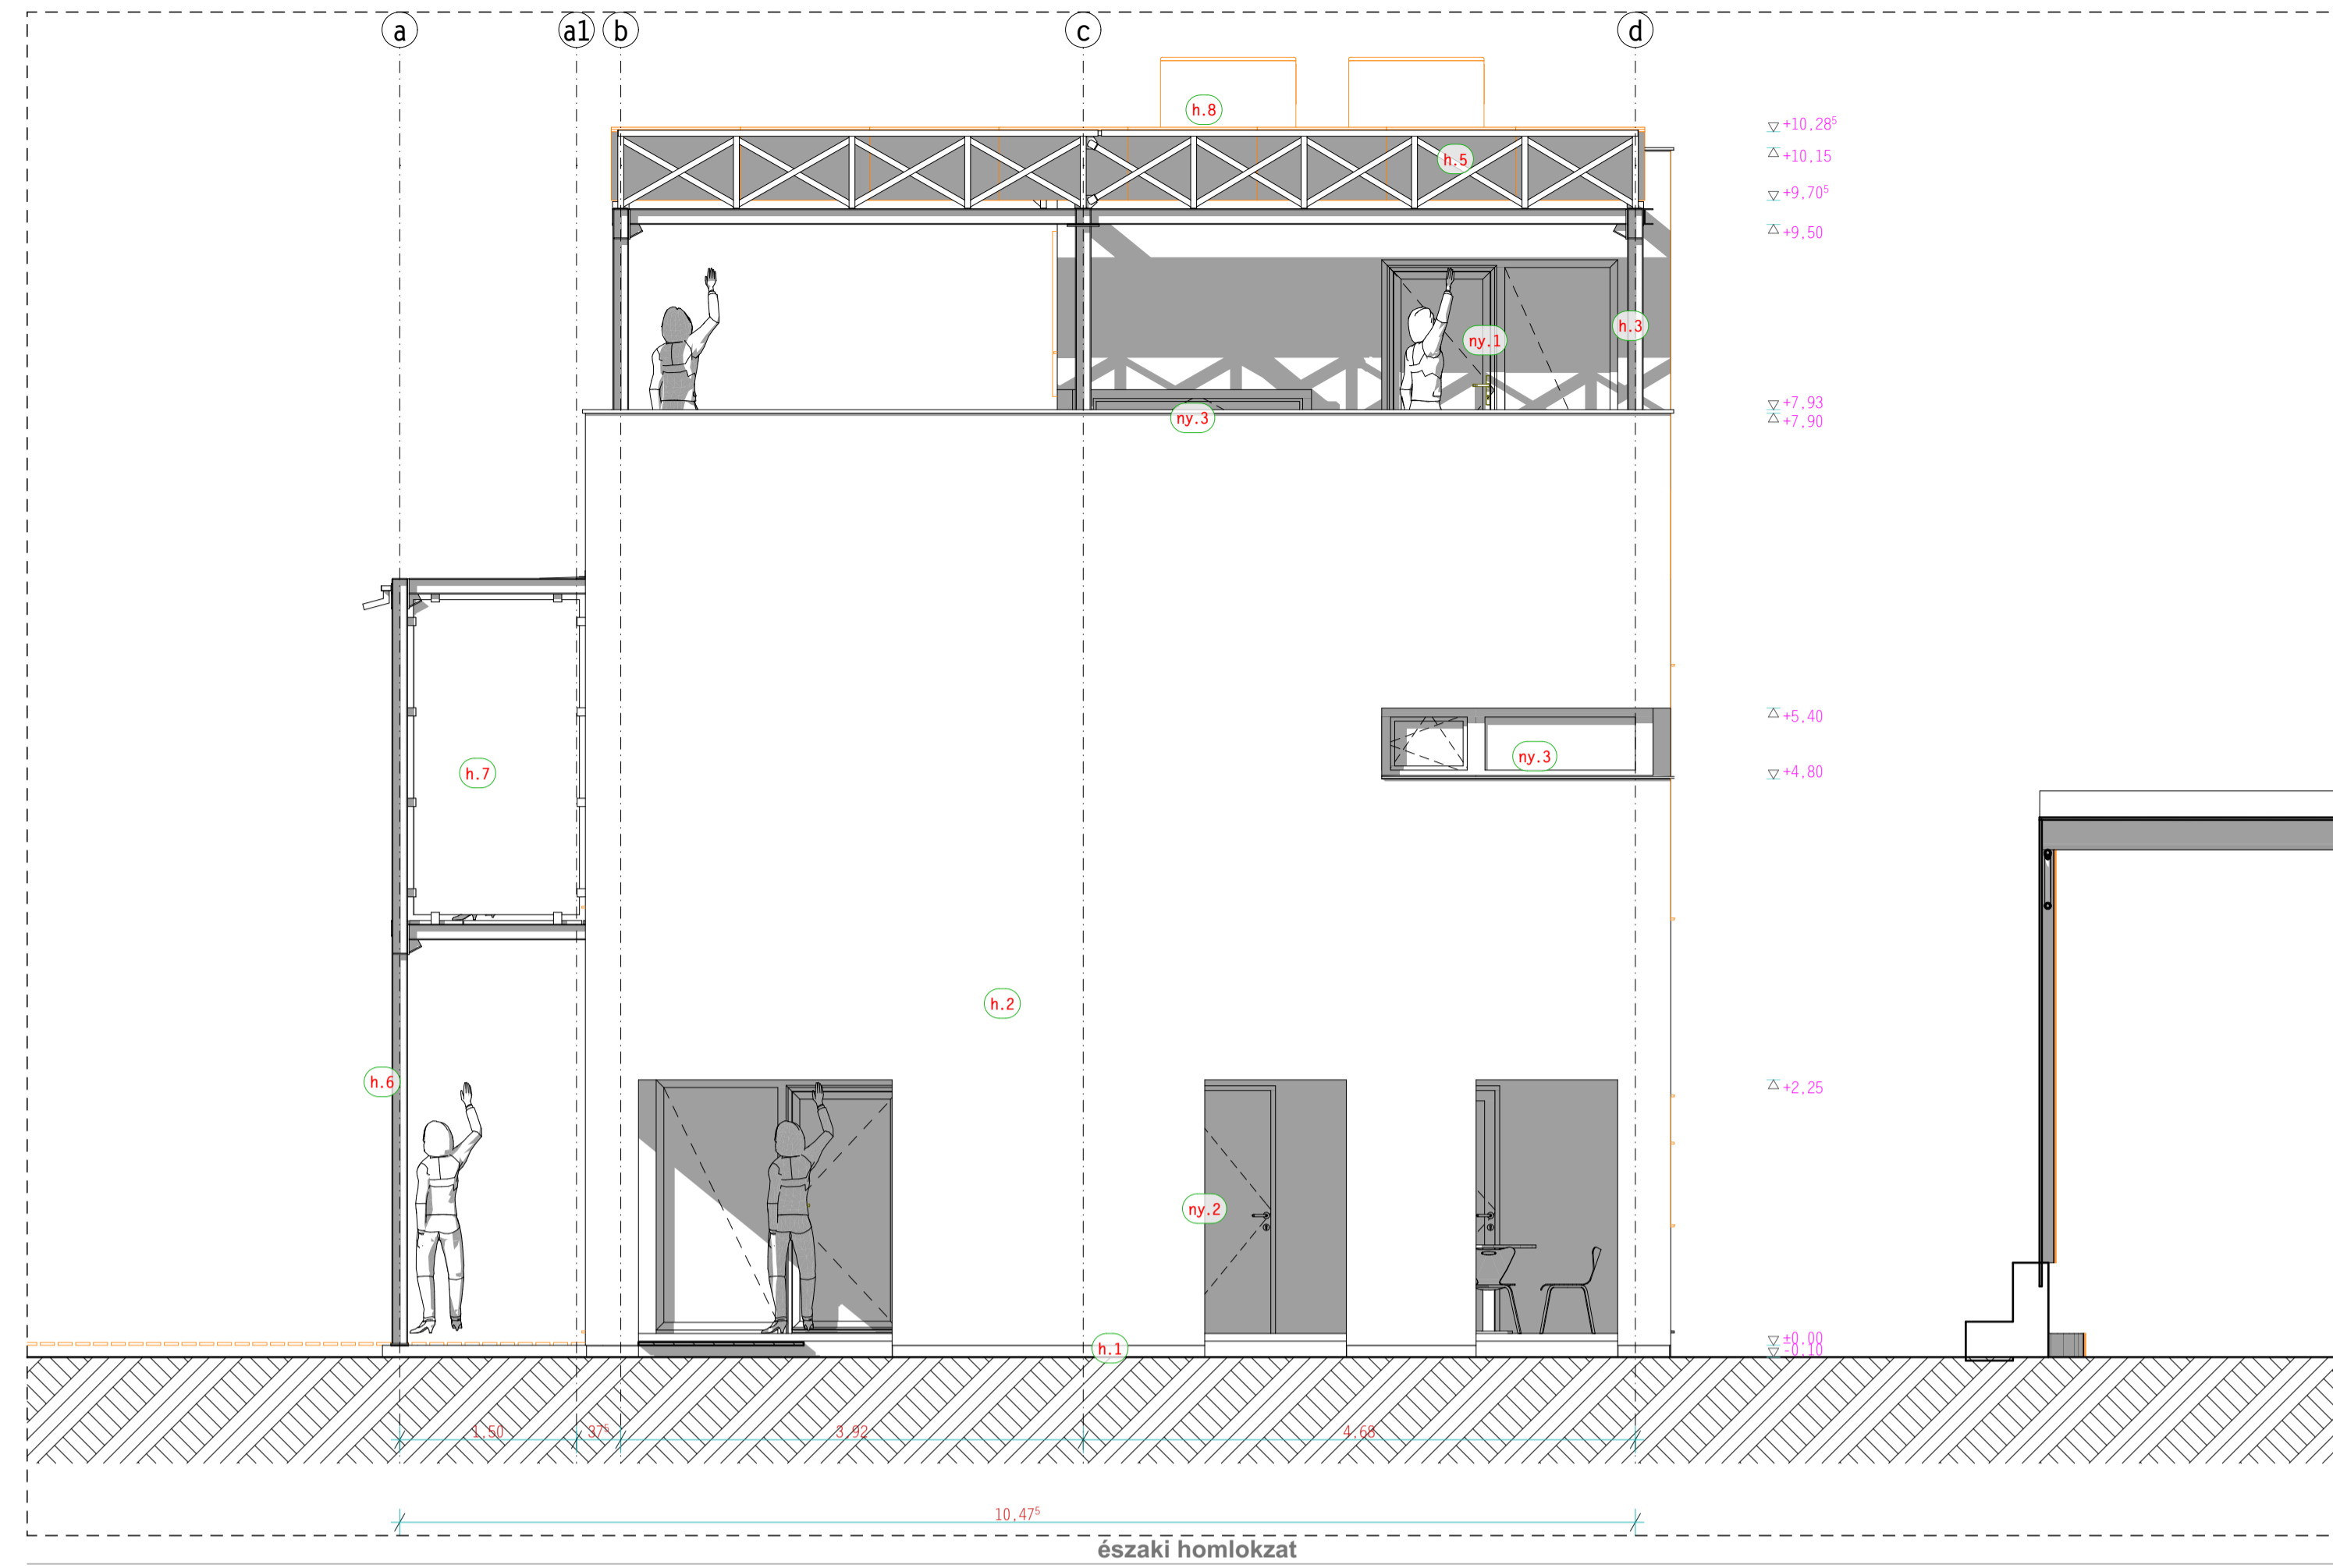 a a1 b c d
h.8
+10,28⁵
h.5
+10,15
+9,70⁵
+9,50
h.3
ny.1
+7,93
ny.3
+7,90
+5,40
ny.3
h.7
+4,80
h.2
h.6
+2,25
ny.2
±0.00
h.1
-0,10
1,50 37⁵ 3,92 4,68
10,47⁵
északi homlokzat